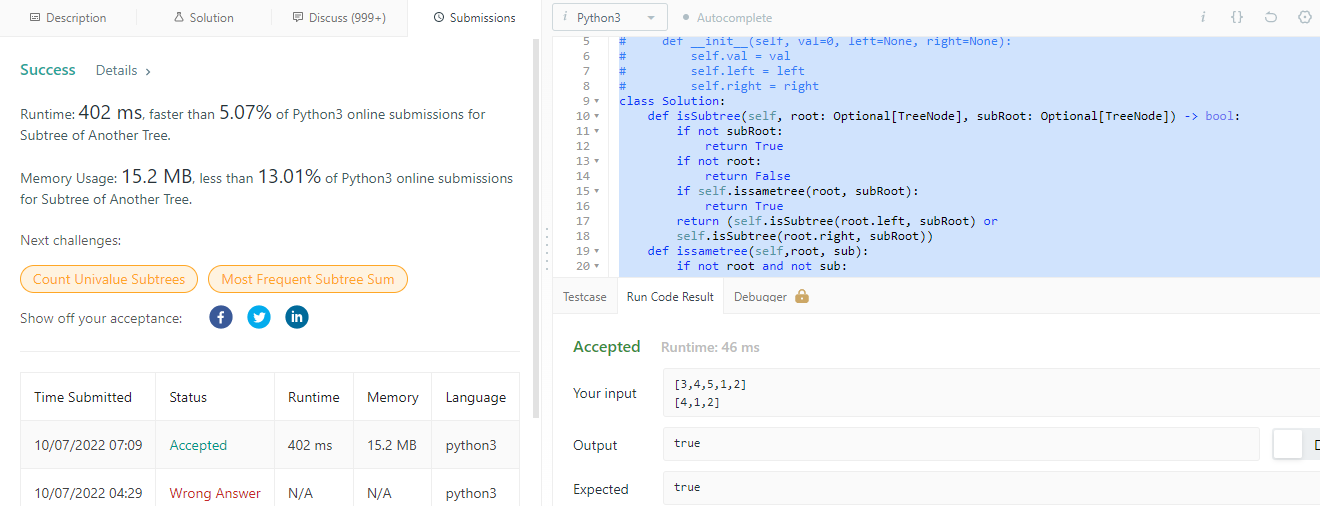 Description Solution Discuss (999+) Submissions
Success Details >
Runtime: 402 ms, faster than 5.07% of Python3 online submissions for
Subtree of Another Tree.
Memory Usage: 15.2 MB, less than 13.01% of Python3 online submissions
for Subtree of Another Tree.
Next challenges:
Count Univalue Subtrees Most Frequent Subtree Sum
Show off your acceptance:
Time Submitted Status Runtime Memory Language
10/07/2022 07:09 Accepted 402 ms 15.2 MB python3
10/07/2022 04:29 Wrong Answer N/A N/A python3
i Python3 Autocomplete i {}
5 # def __init__(self, val=0, left=None, right=None):
6 # self.val = val
7 # self.left = left
8 # self.right = right
9 class Solution:
10 def isSubtree(self, root: Optional[TreeNode], subRoot: Optional[TreeNode]) -> bool:
11 if not subRoot:
12 return True
13 if not root:
14 return False
15 if self.issametree(root, subRoot):
16 return True
17 return (self.isSubtree(root.left, subRoot) or
18 self.isSubtree(root.right, subRoot))
19 def issametree(self,root, sub):
20 if not root and not sub:
Testcase Run Code Result Debugger
Accepted Runtime: 46 ms
Your input
[3,4,5,1,2]
[4,1,2]
Output true
Expected true